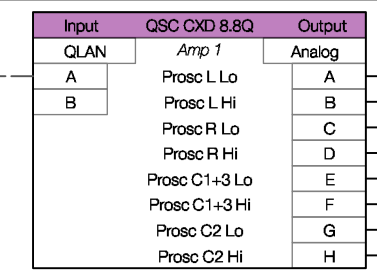 Input QSC CXD 8.8Q Output
QLAN Amp 1 Analog
A Prosc L Lo A
B Prosc L Hi B
Prosc R Lo C
Prosc R Hi D
Prosc C1+3 Lo E
Prosc C1+3 Hi F
Prosc C2 Lo G
Prosc C2 Hi H